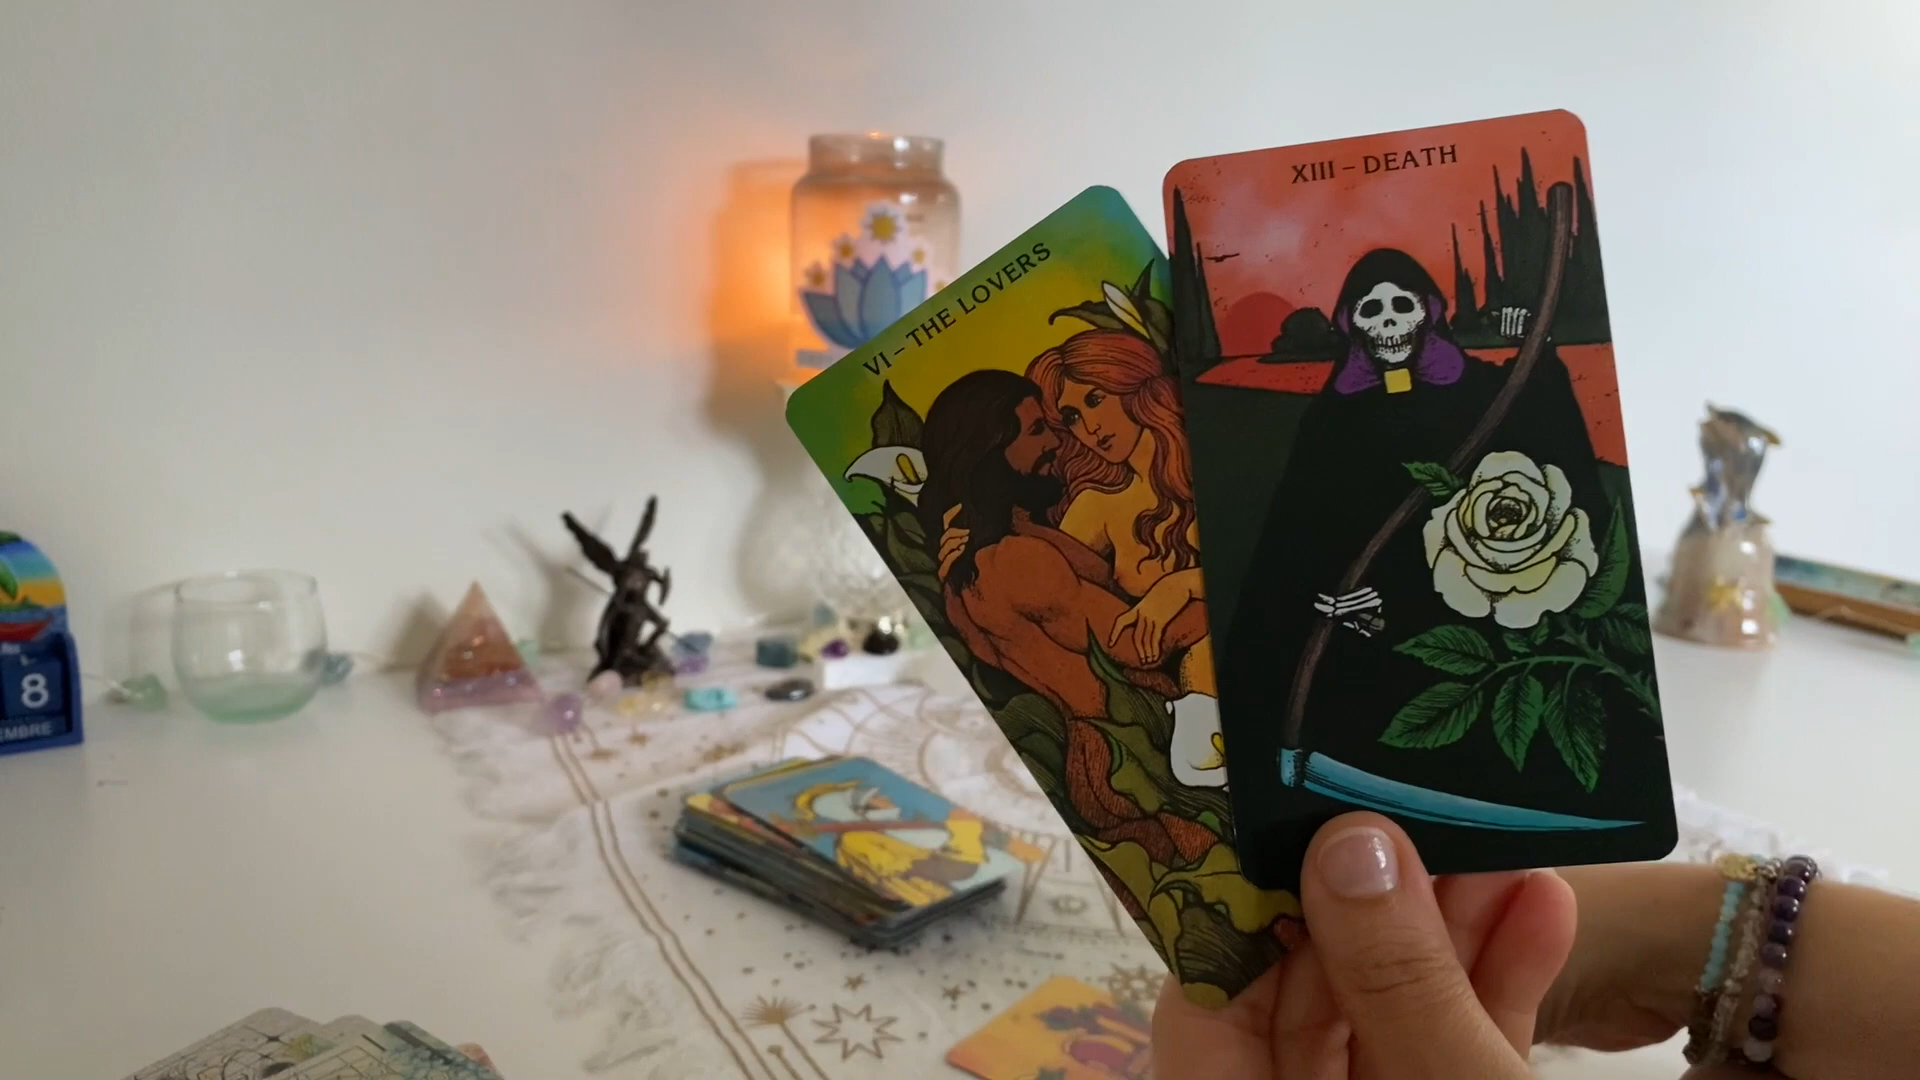 VI – THE LOVERS
XIII – DEATH
8
EMBRE